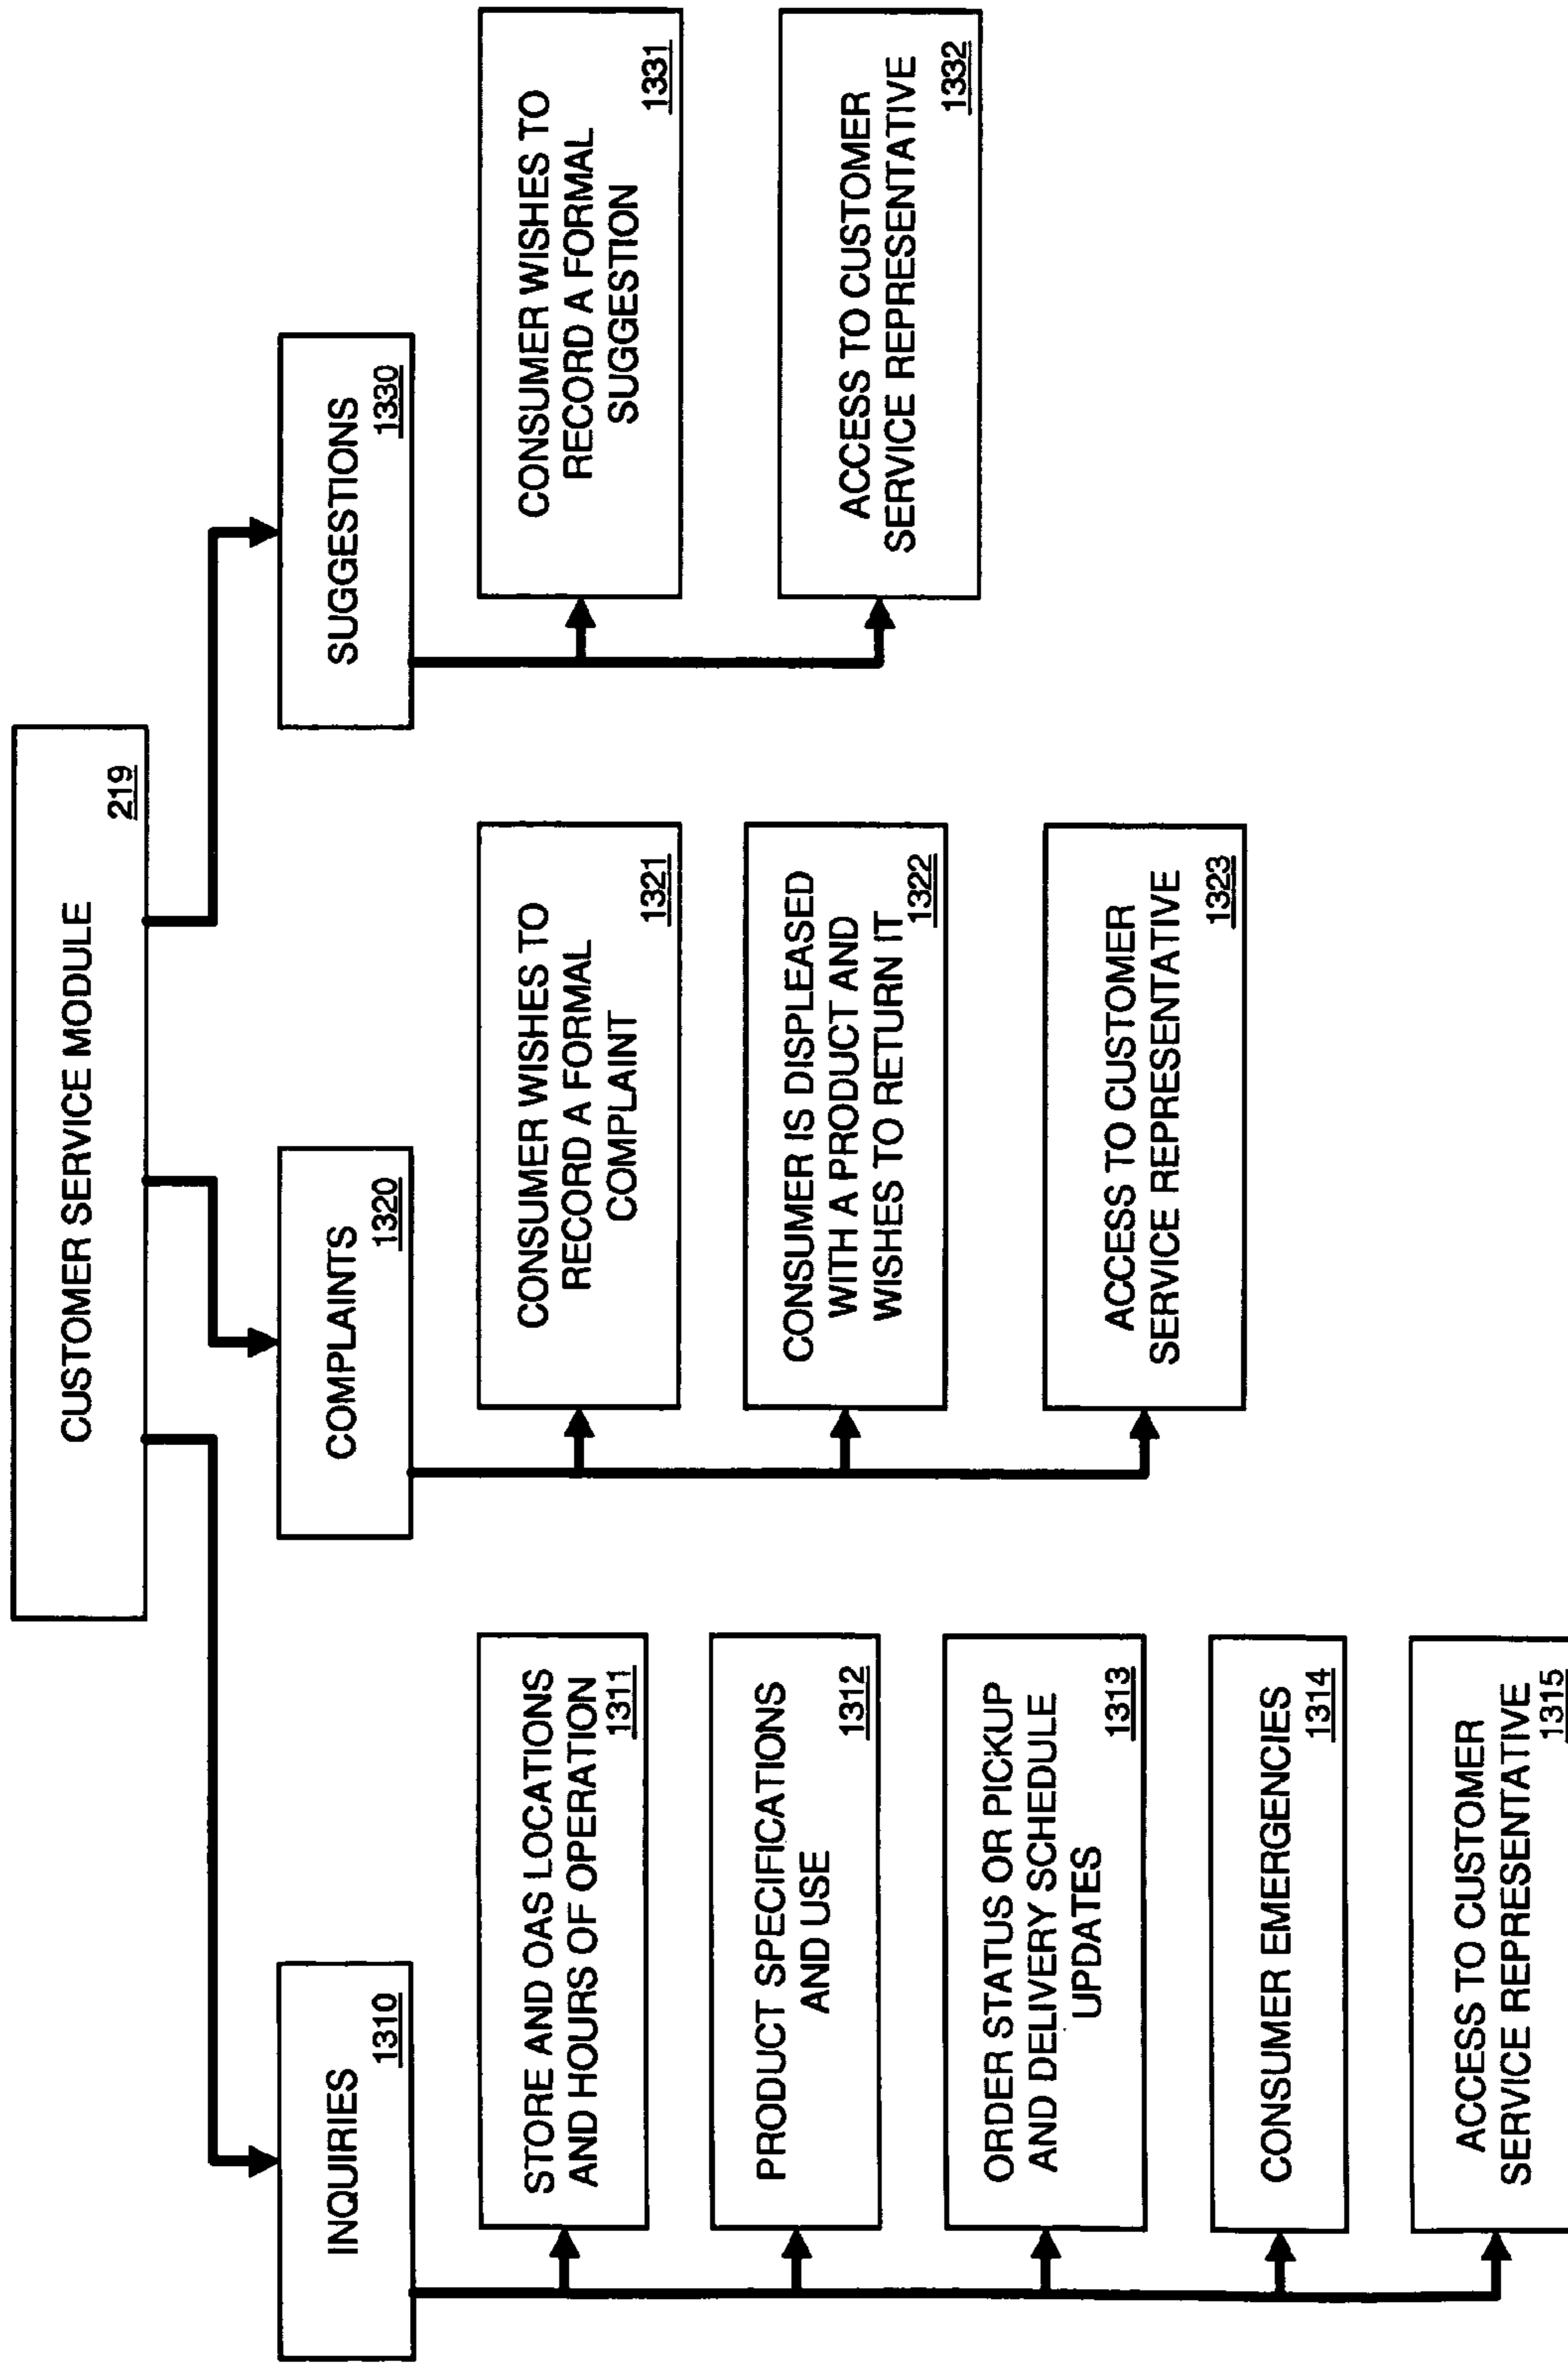 CUSTOMER SERVICE MODULE
219
INQUIRIES
1310
STORE AND OAS LOCATIONS
AND HOURS OF OPERATION
1311
PRODUCT SPECIFICATIONS
AND USE
1312
ORDER STATUS OR PICKUP
AND DELIVERY SCHEDULE
UPDATES
1313
CONSUMER EMERGENCIES
1314
ACCESS TO CUSTOMER
SERVICE REPRESENTATIVE
1315
COMPLAINTS
1320
CONSUMER WISHES TO
RECORD A FORMAL
COMPLAINT
1321
CONSUMER IS DISPLEASED
WITH A PRODUCT AND
WISHES TO RETURN IT
1322
ACCESS TO CUSTOMER
SERVICE REPRESENTATIVE
1323
SUGGESTIONS
1330
CONSUMER WISHES TO
RECORD A FORMAL
SUGGESTION
1331
ACCESS TO CUSTOMER
SERVICE REPRESENTATIVE
1332